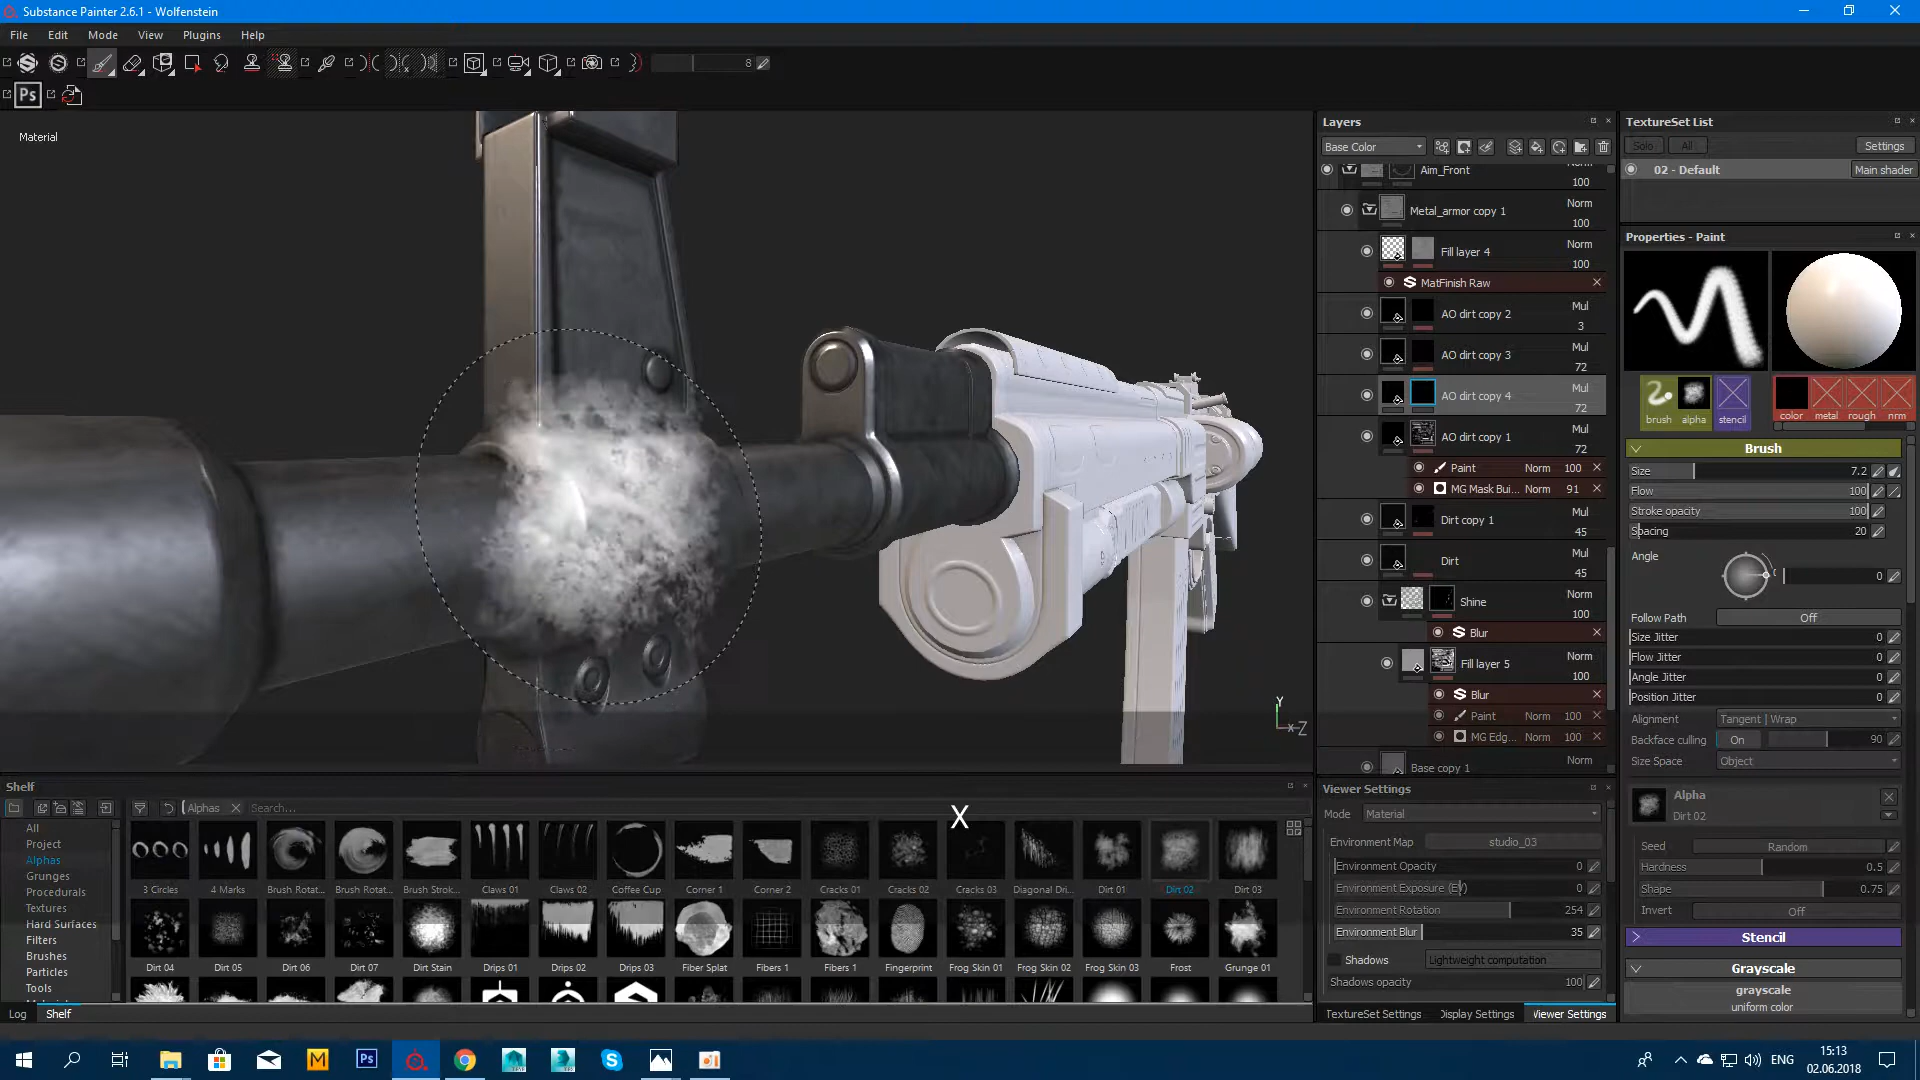 Substance Painter 2.6.1 - Wolfenstein
File Edit Mode View Plugins Help
8
Ps
Material
X
Y
Z
Layers
Base Color
Aim_Front
100
Metal_armor copy 1 Norm
100
Fill layer 4 Norm
100
MatFinish Raw
AO dirt copy 2 Mul
3
AO dirt copy 3 Mul
72
AO dirt copy 4 Mul
72
AO dirt copy 1 Mul
72
Paint Norm 100
MG Mask Bui... Norm 91
Dirt copy 1 Mul
45
Dirt Mul
45
Shine Norm
100
Blur
Fill layer 5 Norm
100
Blur
Paint Norm 100
MG Edg... Norm 100
Base copy 1 Norm
TextureSet List
Solo All Settings
02 - Default Main shader
Properties - Paint
brush alpha stencil color metal rough nrm
Brush
Size 7.2
Flow 100
Stroke opacity 100
Spacing 20
Angle 0
Follow Path Off
Size Jitter 0
Flow Jitter 0
Angle Jitter 0
Position Jitter 0
Alignment Tangent | Wrap
Backface culling On 90
Size Space Object
Alpha
Dirt 02
Seed Random
Hardness 0.5
Shape 0.75
Invert Off
Stencil
Grayscale
grayscale
uniform color
Viewer Settings
Mode Material
Environment Map studio_03
Environment Opacity 0
Environment Exposure (EV) 0
Environment Rotation 254
Environment Blur 35
Shadows Lightweight computation
Shadows opacity 100
TextureSet Settings Display Settings Viewer Settings
Shelf
Alphas Search...
All
Project
Alphas
Grunges
Procedurals
Textures
Hard Surfaces
Filters
Brushes
Particles
Tools
3 Circles 4 Marks Brush Rotat... Brush Rotat... Brush Strok... Claws 01 Claws 02 Coffee Cup Corner 1 Corner 2 Cracks 01 Cracks 02 Cracks 03 Diagonal Dri... Dirt 01 Dirt 02 Dirt 03
Dirt 04 Dirt 05 Dirt 06 Dirt 07 Dirt Stain Drips 01 Drips 02 Drips 03 Fiber Splat Fibers 1 Fibers 1 Fingerprint Frog Skin 01 Frog Skin 02 Frog Skin 03 Frost Grunge 01
Log Shelf
ENG
15:13
02.06.2018